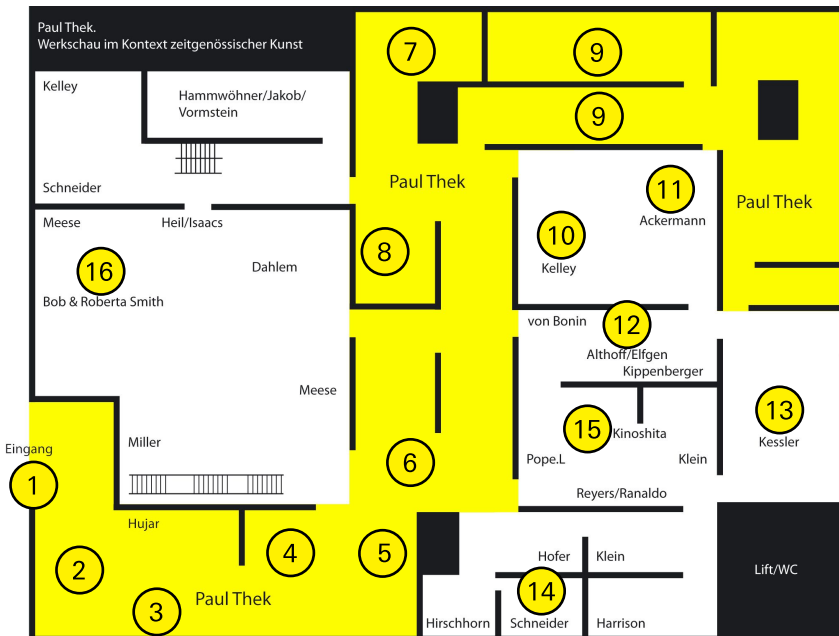 Paul Thek.
Werkschau im Kontext zeitgenössischer Kunst
7
9
Kelley
Hammwöhner/Jakob/
Vormstein
9
Paul Thek
11
Schneider
Ackermann
Paul Thek
Meese
Heil/Isaacs
10
8
16
Dahlem
Kelley
Bob & Roberta Smith
von Bonin
12
Althoff/Elfgen
Kippenberger
Meese
13
15
Kinoshita
Kessler
Miller
Eingang
Pope.L
Klein
6
1
Reyers/Ranaldo
Hujar
4
5
Hofer
Klein
2
Lift/WC
14
3
Paul Thek
Hirschhorn
Schneider
Harrison